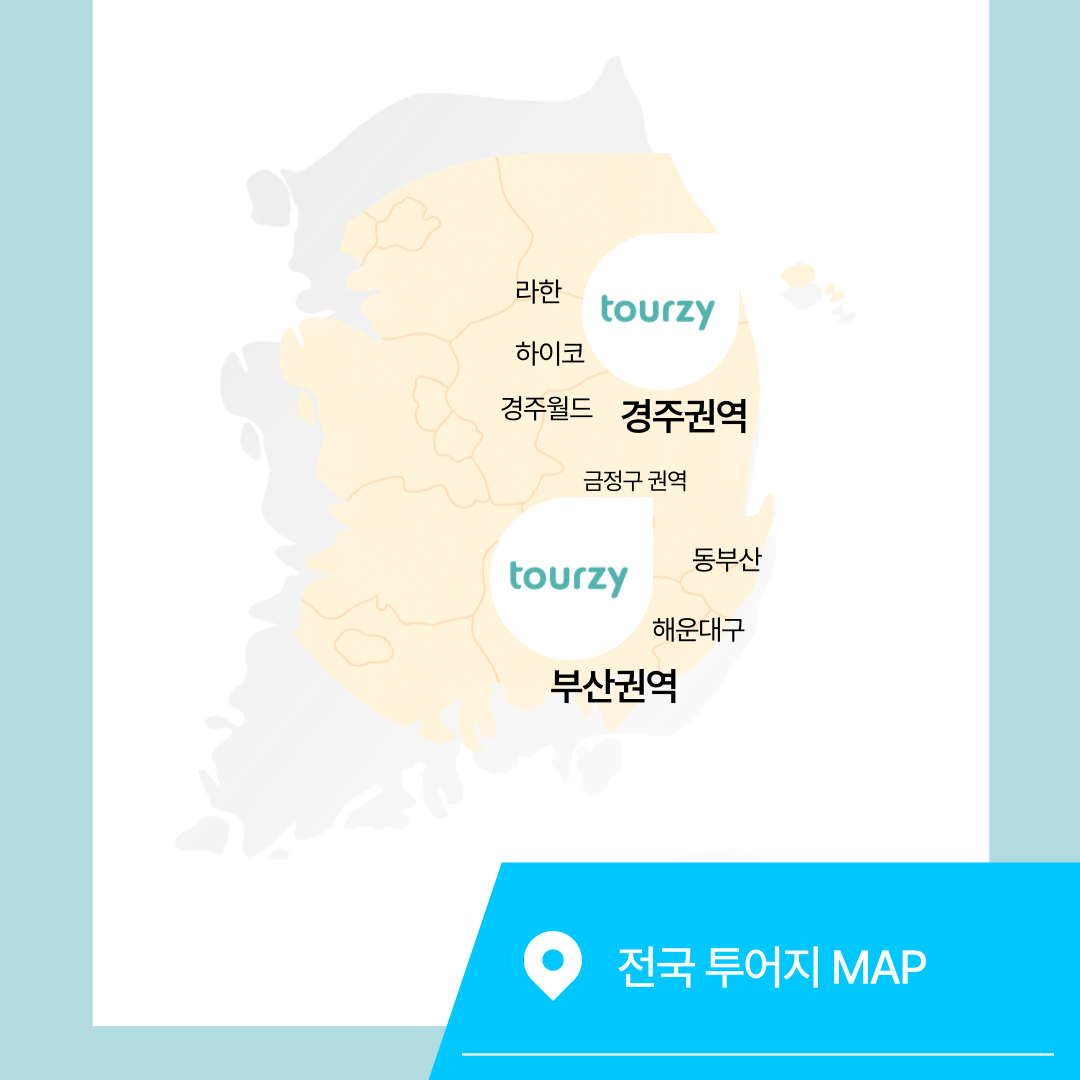 라한
tourzy
하이코
경주월드
경주권역
금정구 권역
tourzy
동부산
해운대구
부산권역
전국 투어지 MAP